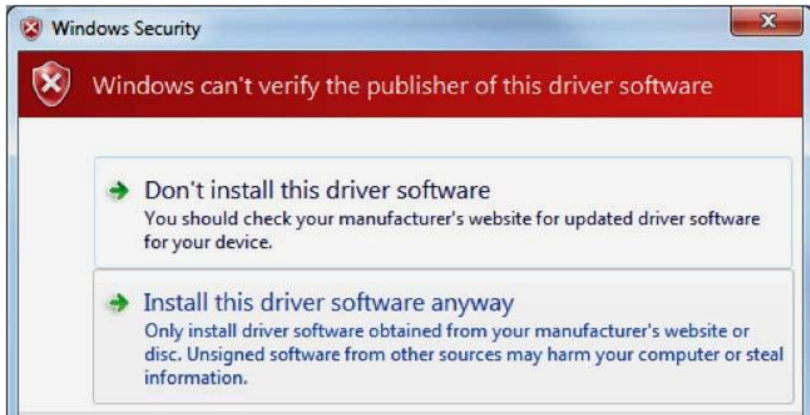 Windows Security
Windows can't verify the publisher of this driver software
Don't install this driver software
You should check your manufacturer's website for updated driver software
for your device.
Install this driver software anyway
Only install driver software obtained from your manufacturer's website or
disc. Unsigned software from other sources may harm your computer or steal
information.